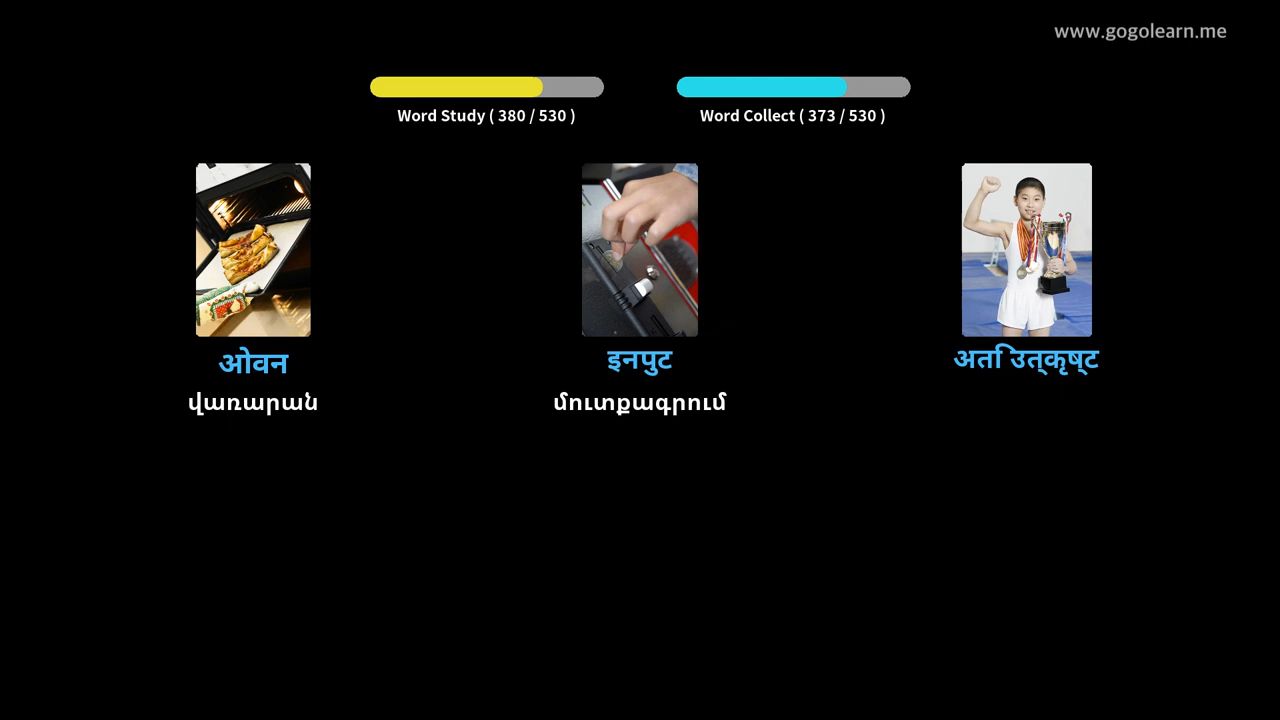 www.gogolearn.me
Word Study ( 380 / 530 )
Word Collect ( 373 / 530 )
ओवन
इनपुट
अति उत्कृष्ट
վառարան
մուտքագրում